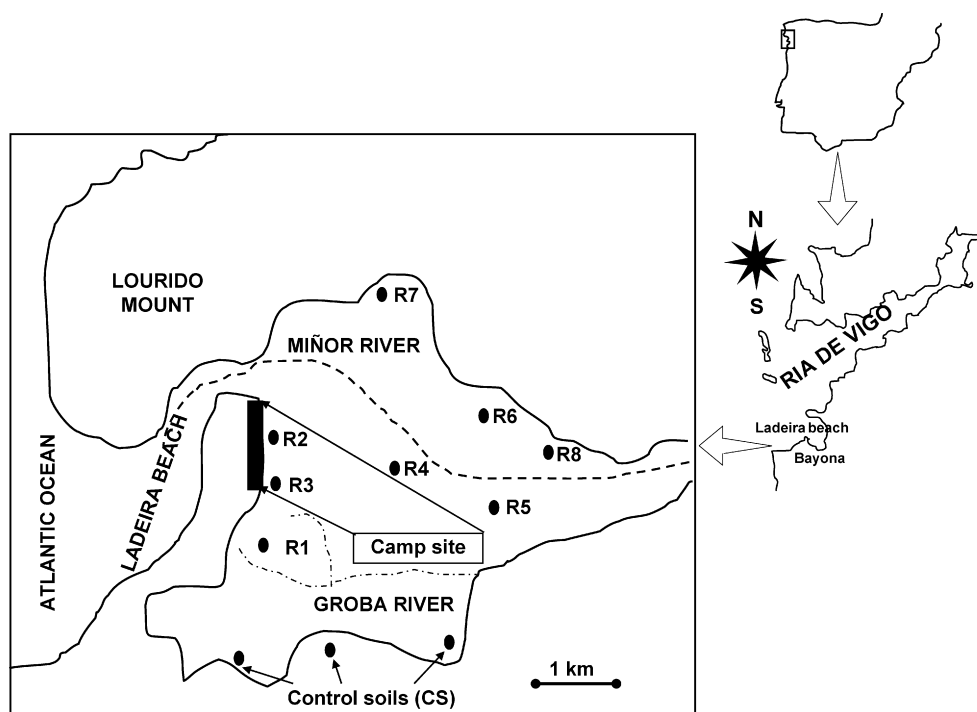 N
S
RIA DE VIGO
Ladeira beach
Bayona
LOURIDO
MOUNT
R7
MIÑOR RIVER
R6
R8
R2
R4
R3
R5
R1
Camp site
LADEIRA BEACH
ATLANTIC OCEAN
GROBA RIVER
Control soils (CS)
1 km